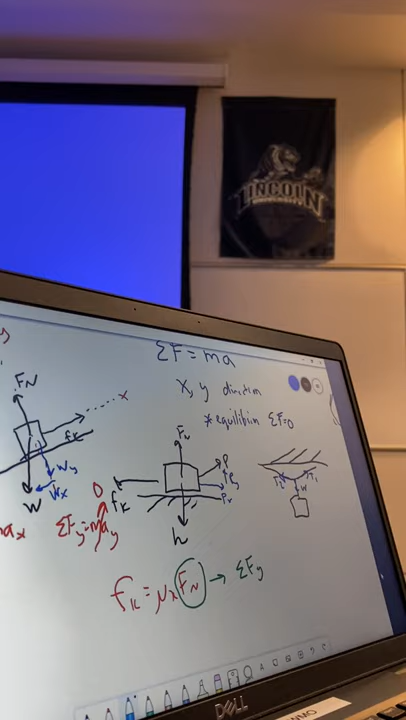 LINCOLN
UNIVERSITY
ΣF = ma
x, y direction
*equilibrium ΣF=0
FN
x
fk
Wy
Wx
W
FN
P
Py
Px
fk
T2
T1
W
0
max
ΣFy=may
fk = μk FN → ΣFy
DELL